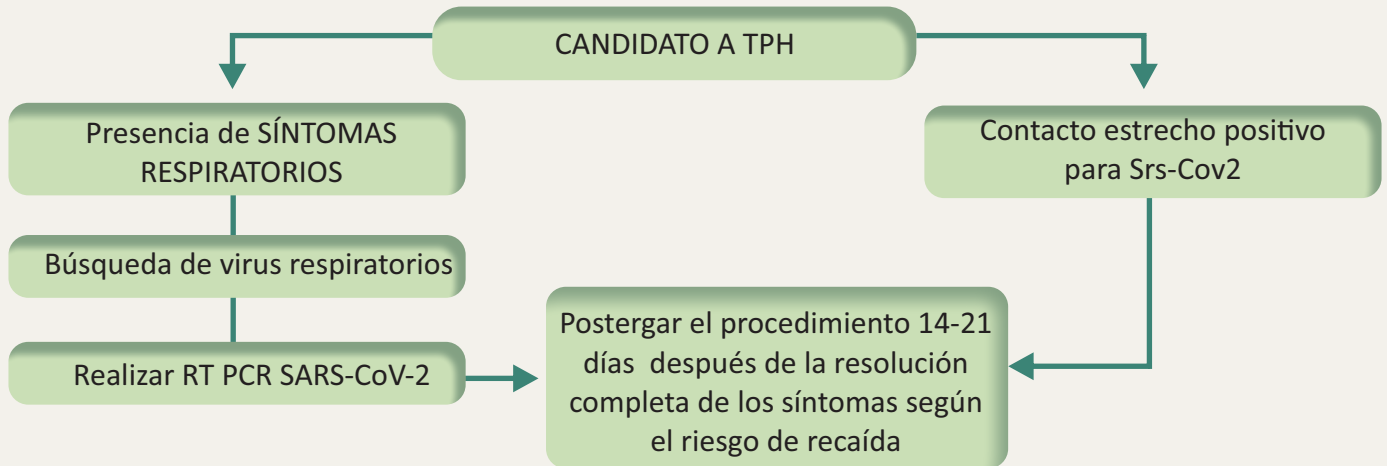 CANDIDATO A TPH
Presencia de SÍNTOMAS
RESPIRATORIOS
Búsqueda de virus respiratorios
Realizar RT PCR SARS-CoV-2
Contacto estrecho positivo
para Srs-Cov2
Postergar el procedimiento 14-21
días después de la resolución
completa de los síntomas según
el riesgo de recaída